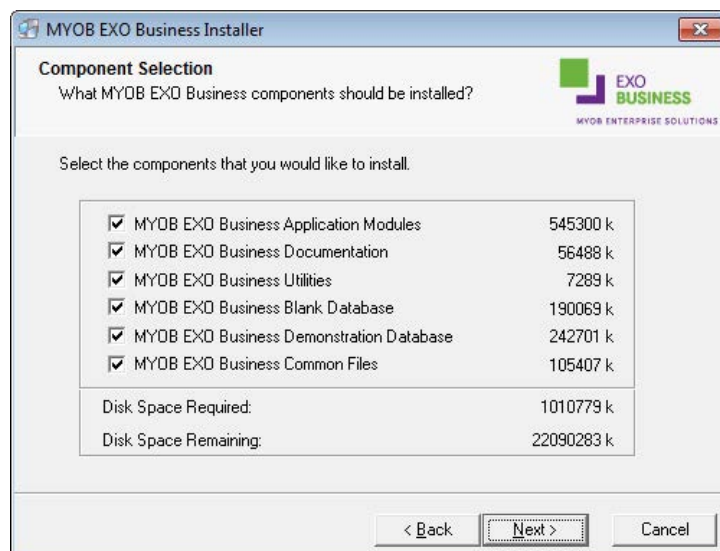 MYOB EXO Business Installer
Component Selection
What MYOB EXO Business components should be installed?
EXO
BUSINESS
MYOB ENTERPRISE SOLUTIONS
Select the components that you would like to install.
MYOB EXO Business Application Modules 545300 k
MYOB EXO Business Documentation 56488 k
MYOB EXO Business Utilities 7289 k
MYOB EXO Business Blank Database 190069 k
MYOB EXO Business Demonstration Database 242701 k
MYOB EXO Business Common Files 105407 k
Disk Space Required: 1010779 k
Disk Space Remaining: 22090283 k
< Back Next > Cancel